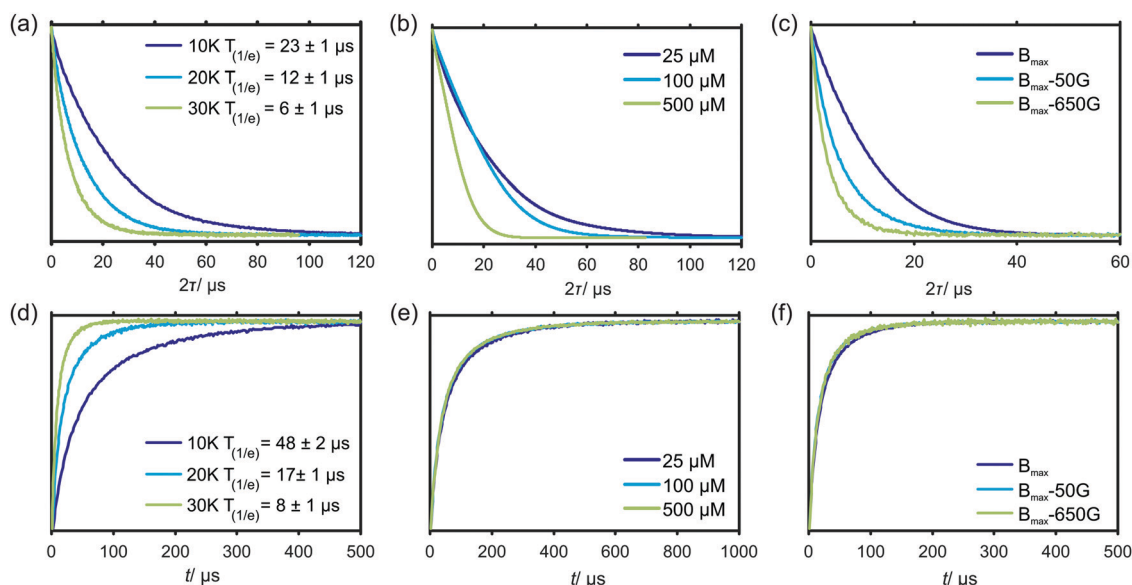 (a)
10K T(1/e) = 23 ± 1 µs
20K T(1/e) = 12 ± 1 µs
30K T(1/e) = 6 ± 1 µs
0 20 40 60 80 100 120
2τ/ µs
(b)
25 µM
100 µM
500 µM
0 20 40 60 80 100 120
2τ/ µs
(c)
Bmax
Bmax-50G
Bmax-650G
0 20 40 60
2τ/ µs
(d)
10K T(1/e) = 48 ± 2 µs
20K T(1/e) = 17± 1 µs
30K T(1/e) = 8 ± 1 µs
0 100 200 300 400 500
t/ µs
(e)
25 µM
100 µM
500 µM
0 200 400 600 800 1000
t/ µs
(f)
Bmax
Bmax-50G
Bmax-650G
0 100 200 300 400 500
t/ µs